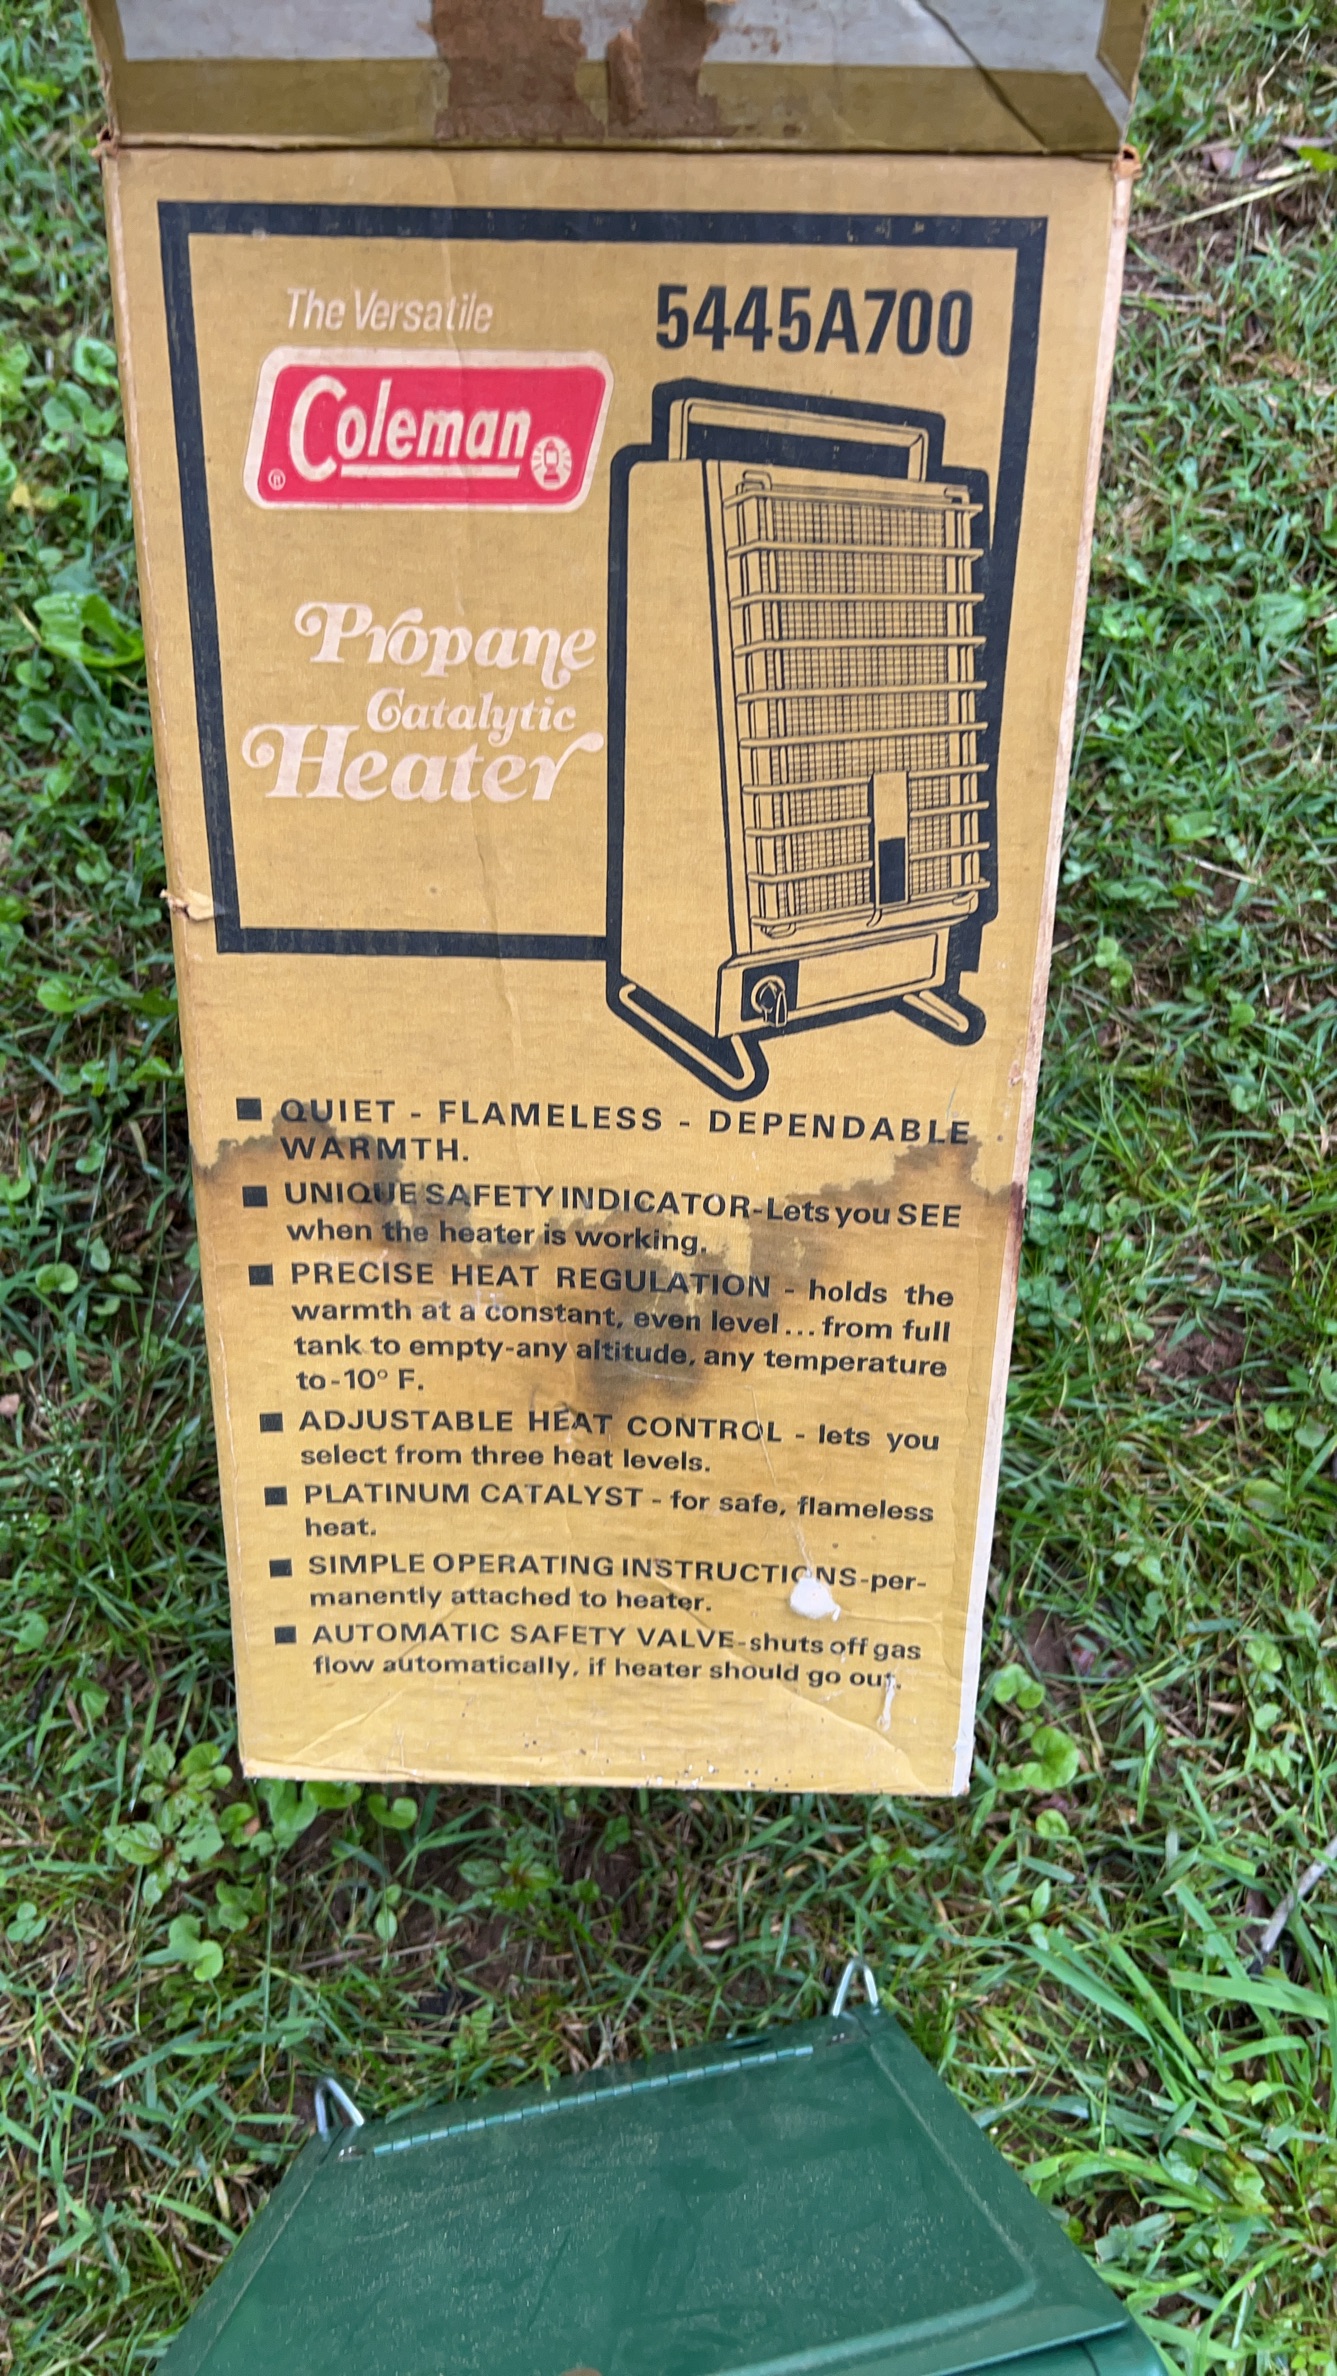 The Versatile
5445A700
Coleman
®
Propane
Catalytic
Heater
■ QUIET - FLAMELESS - DEPENDABLE
WARMTH.
■ UNIQUE SAFETY INDICATOR-Lets you SEE
when the heater is working.
■ PRECISE HEAT REGULATION - holds the
warmth at a constant, even level...from full
tank to empty-any altitude, any temperature
to -10° F.
■ ADJUSTABLE HEAT CONTROL - lets you
select from three heat levels.
■ PLATINUM CATALYST - for safe, flameless
heat.
■ SIMPLE OPERATING INSTRUCTIONS-per-
manently attached to heater.
■ AUTOMATIC SAFETY VALVE-shuts off gas
flow automatically, if heater should go out.